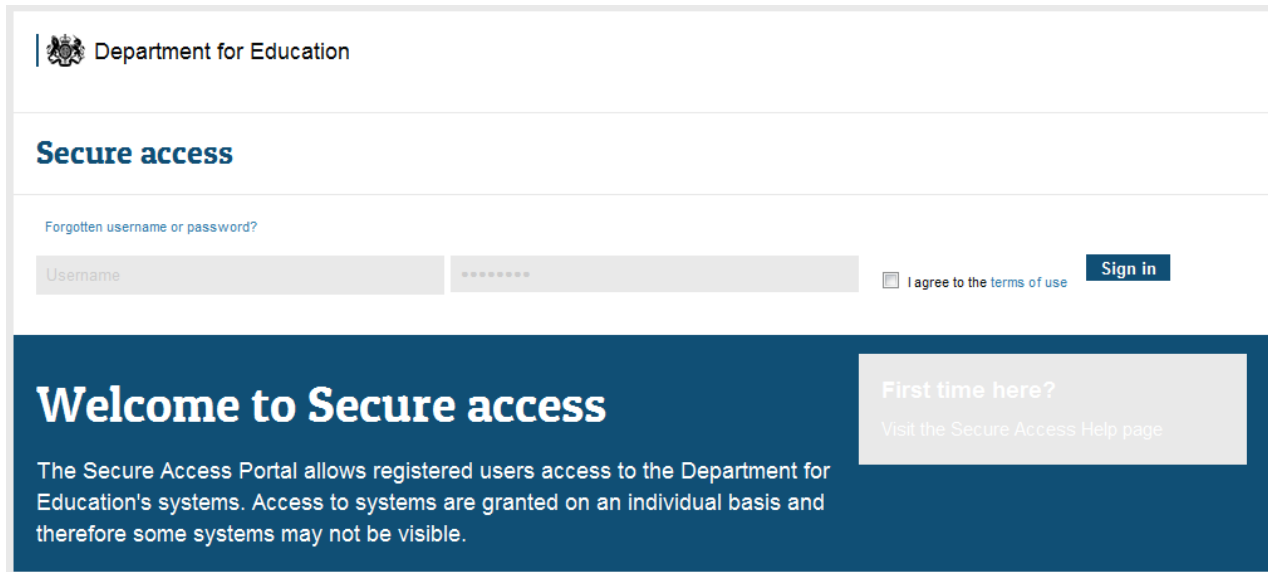 Department for Education
Secure access
Forgotten username or password?
Username
••••••••
I agree to the terms of use
Sign in
Welcome to Secure access
The Secure Access Portal allows registered users access to the Department for
Education's systems. Access to systems are granted on an individual basis and
therefore some systems may not be visible.
First time here?
Visit the Secure Access Help page